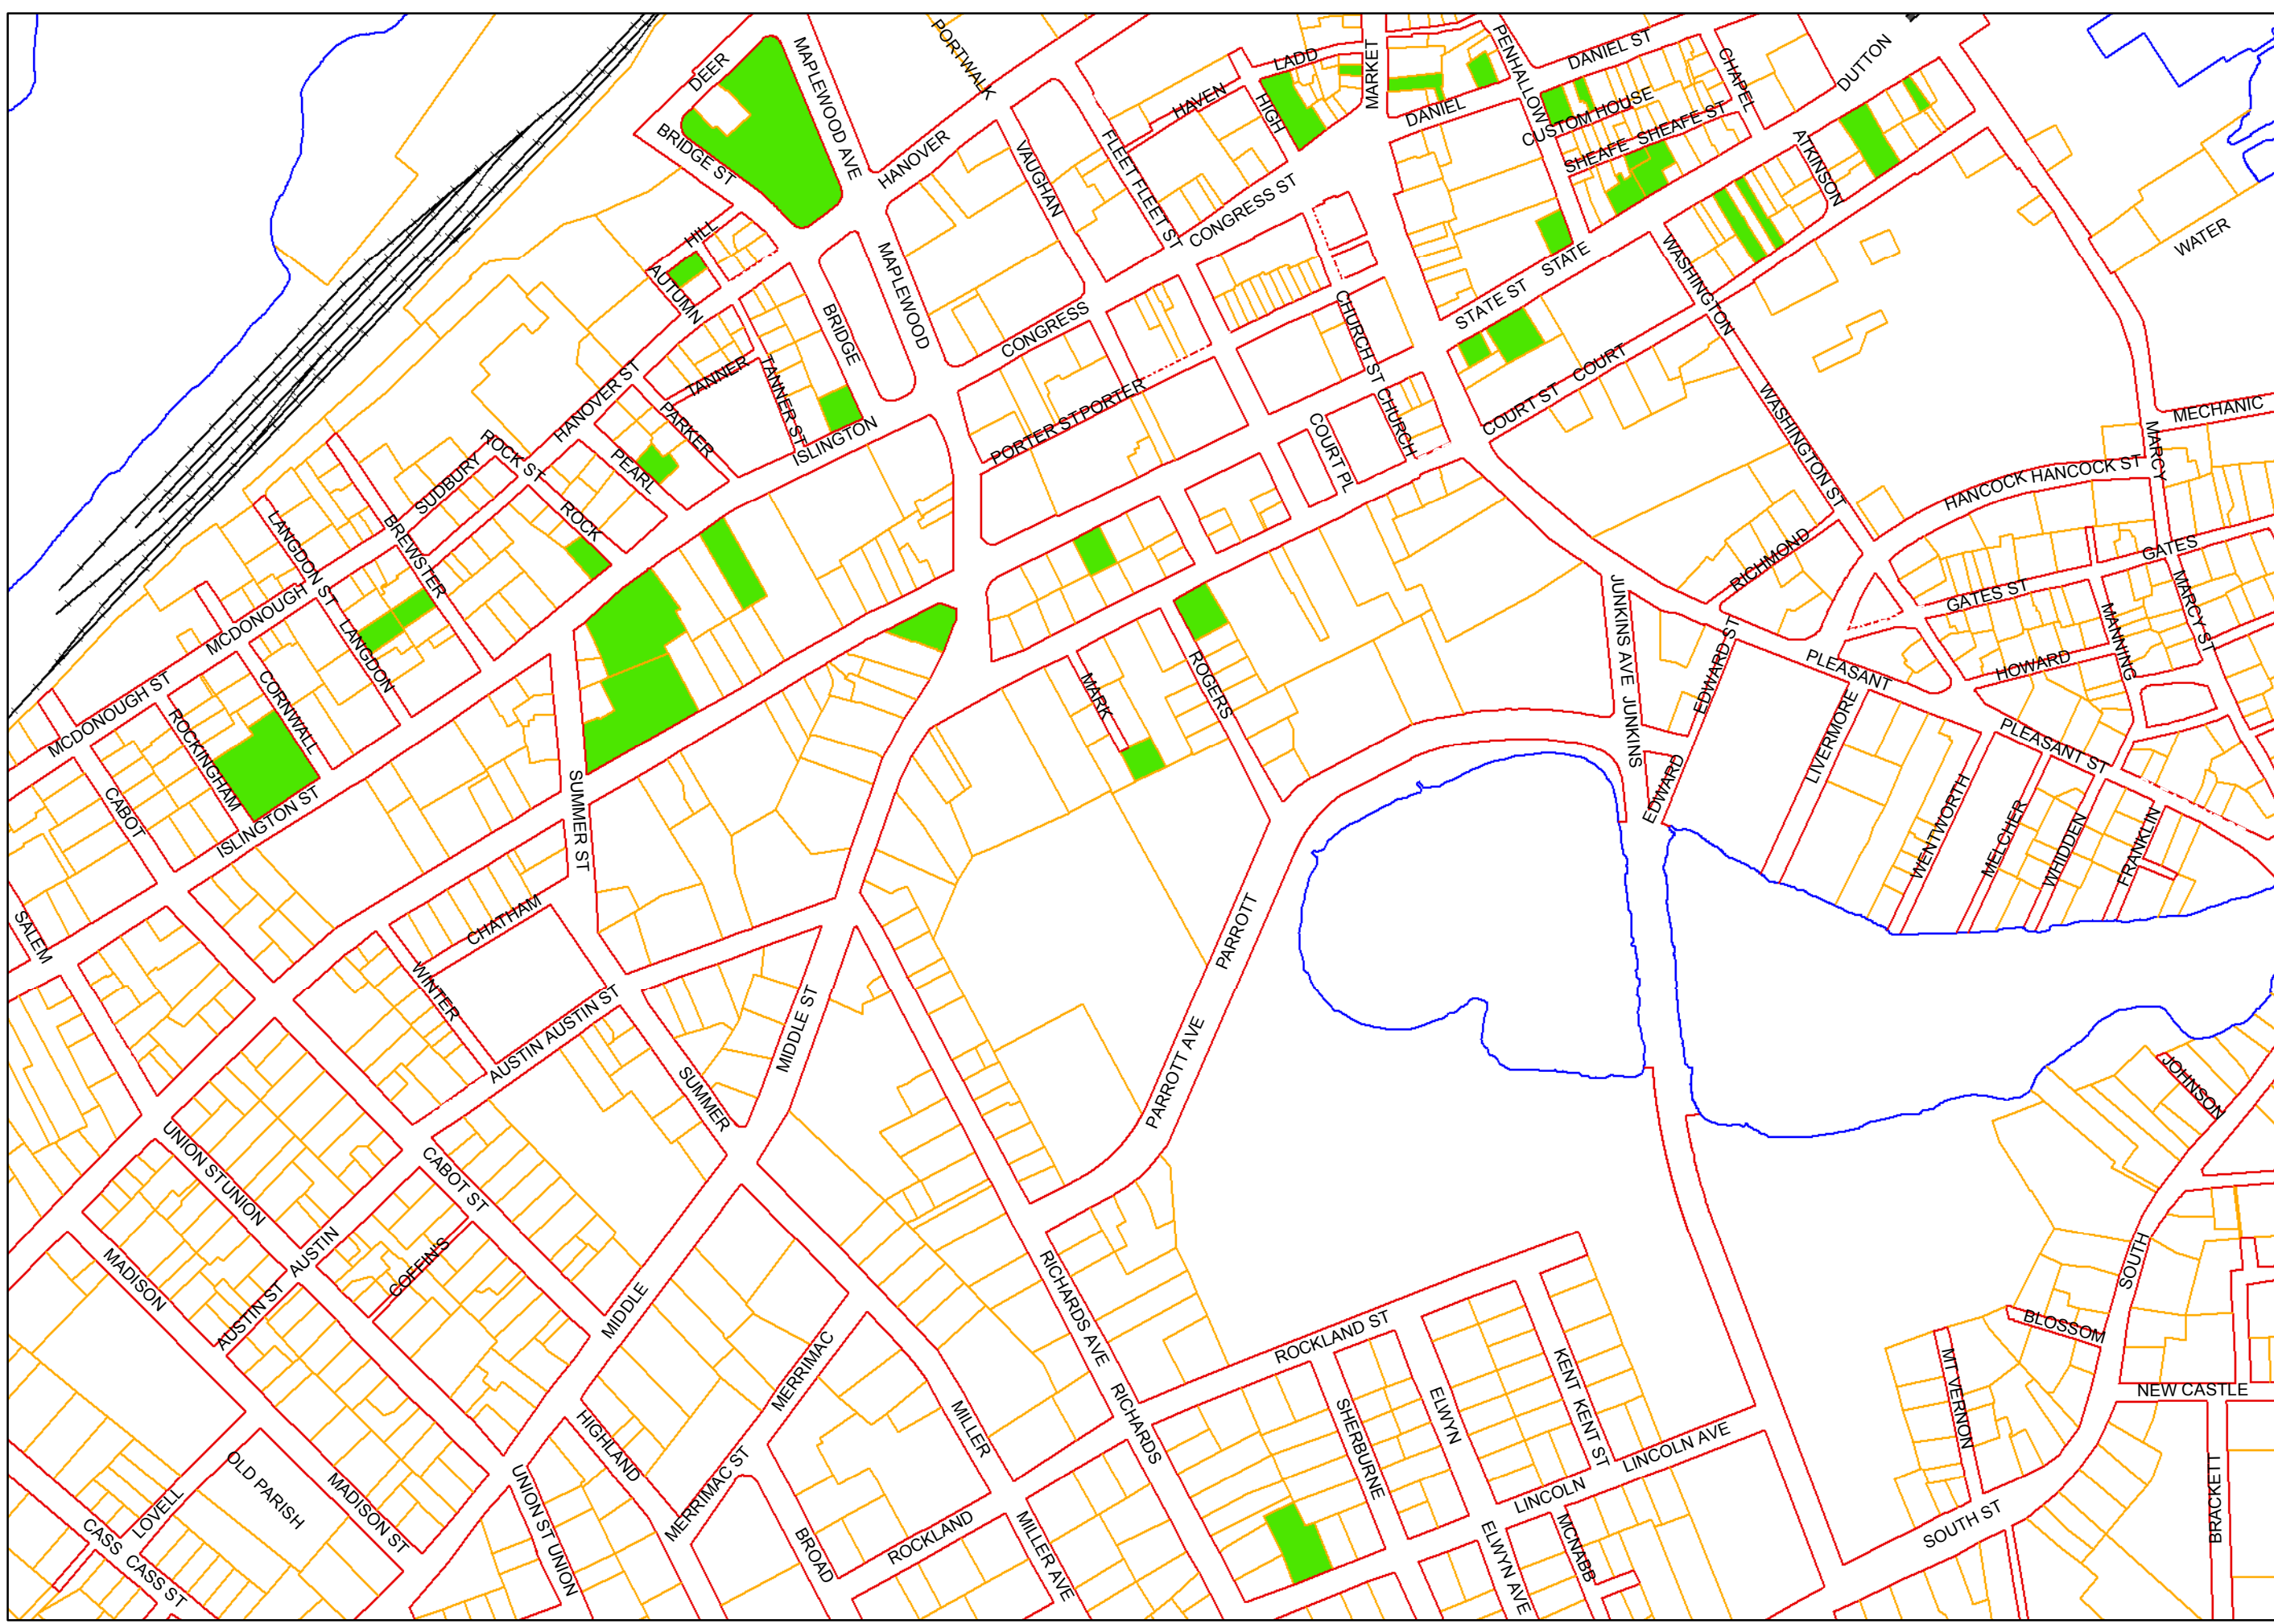 PORTWALK
MAPLEWOOD AVE
DEER
BRIDGE ST
HANOVER
VAUGHAN
FLEET
FLEET ST
HAVEN
LADD
HIGH
MARKET
PENHALLOW
DANIEL ST
DANIEL
CHAPEL
CUSTOM HOUSE
SHEAFE
SHEAFE ST
DUTTON
ATKINSON
WATER
CONGRESS ST
HILL
AUTUMN
MAPLEWOOD
BRIDGE
CONGRESS
STATE
STATE ST
WASHINGTON
CHURCH ST
CHURCH
COURT
COURT ST
COURT PL
WASHINGTON ST
MECHANIC
MARCY
HANCOCK
HANCOCK ST
GATES
GATES ST
MARCY ST
MANNING
HOWARD
HANOVER ST
TANNER
TANNER ST
PARKER
PEARL
ISLINGTON
PORTER ST
PORTER
ROCK ST
ROCK
SUDBURY
BREWSTER
LANGDON ST
LANGDON
MCDONOUGH
MCDONOUGH ST
CORNWALL
ROCKINGHAM
CABOT
ISLINGTON ST
SUMMER ST
MARK
ROGERS
RICHMOND
JUNKINS AVE
JUNKINS
EDWARD ST
EDWARD
PLEASANT
PLEASANT ST
LIVERMORE
WENTWORTH
MELCHER
WHIDDEN
FRANKLIN
SALEM
CHATHAM
WINTER
AUSTIN
AUSTIN ST
MIDDLE ST
SUMMER
PARROTT
PARROTT AVE
JOHNSON
UNION ST
UNION
CABOT ST
MADISON
AUSTIN
AUSTIN ST
COFFIN'S
MIDDLE
MERRIMAC
MERRIMAC ST
HIGHLAND
RICHARDS AVE
RICHARDS
ROCKLAND ST
ROCKLAND
MILLER
MILLER AVE
SHERBURNE
ELWYN
ELWYN AVE
KENT
KENT ST
LINCOLN AVE
LINCOLN
MCNABB
SOUTH
BLOSSOM
MT VERNON
NEW CASTLE
BRACKETT
SOUTH ST
OLD PARISH
LOVELL
MADISON ST
CASS
CASS ST
UNION ST
UNION
BROAD